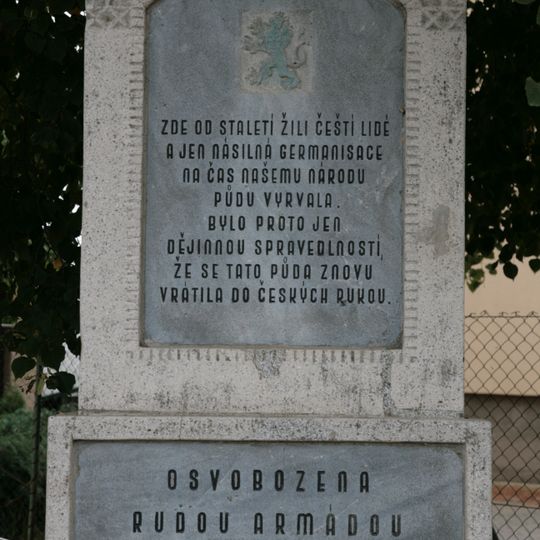 ZDE OD STALETÍ ŽILI ČEŠTÍ LIDÉ
A JEN NÁSILNÁ GERMANISACE
NA ČAS NAŠEMU NÁRODU
PŮDU VYRVALA.
BYLO PROTO JEN
DĚJINNOU SPRAVEDLNOSTÍ,
ŽE SE TATO PŮDA ZNOVU
VRÁTILA DO ČESKÝCH RUKOU.
OSVOBOZENA
RUDOU ARMÁDOU